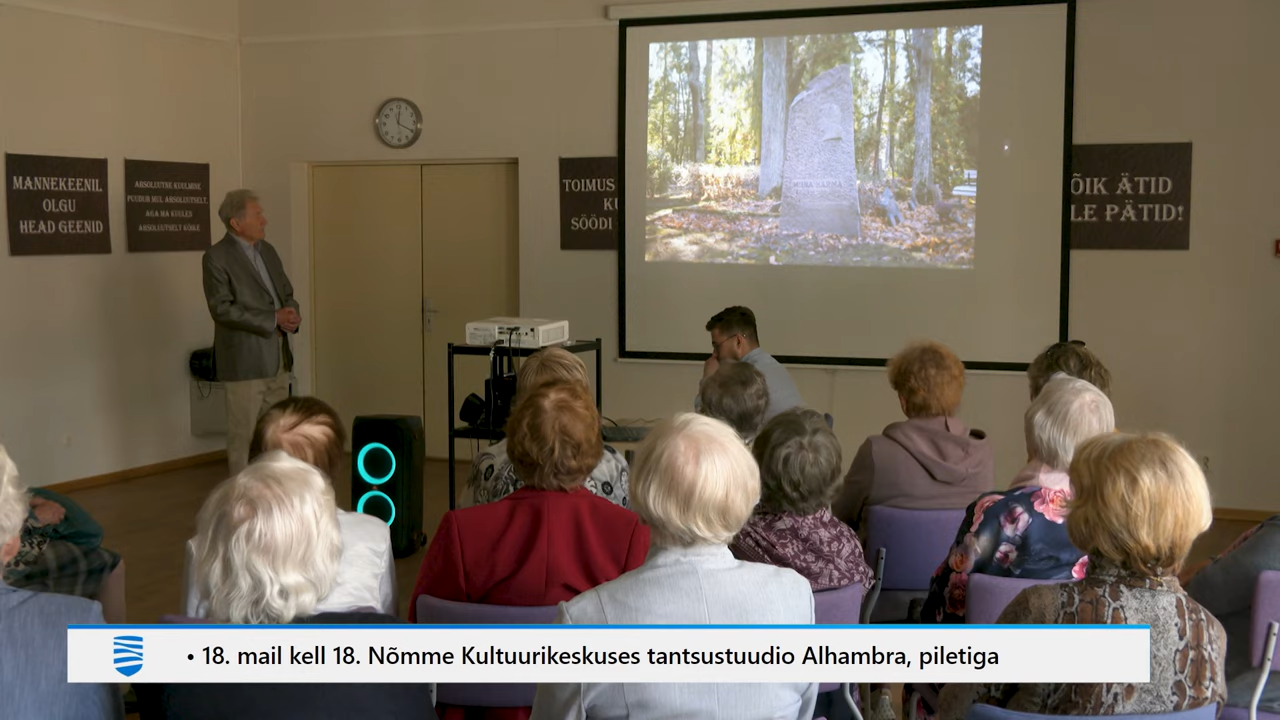 MANNEKEENIL
OLGU
HEAD GEENID
ABSOLUUTNE KUULMINE
PUUDUB MUL ABSOLUUTSELT,
AGA MA KUULEN
ABSOLUUTSELT KÕIKE
TOIMUS
KU
SÖÖDI
ÕIK ÄTID
LE PÄTID!
• 18. mail kell 18. Nõmme Kultuurikeskuses tantsustuudio Alhambra, piletiga